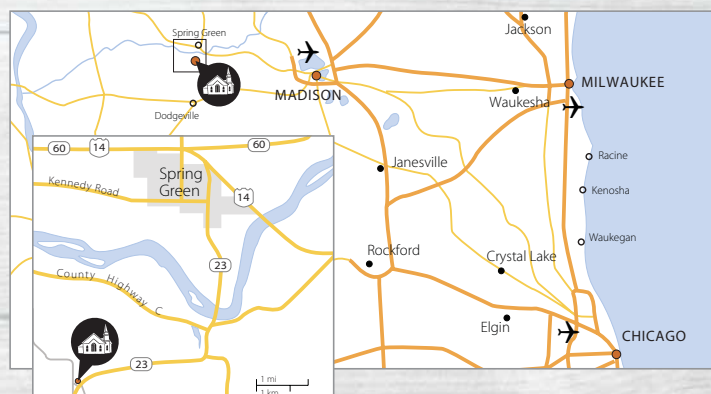 Jackson
Spring Green
MILWAUKEE
MADISON
Waukesha
Dodgeville
60
14
60
Racine
Janesville
Spring
Green
Kennedy Road
Kenosha
14
Waukegan
Rockford
Crystal Lake
23
County Highway C
Elgin
CHICAGO
23
1 mi
1 km